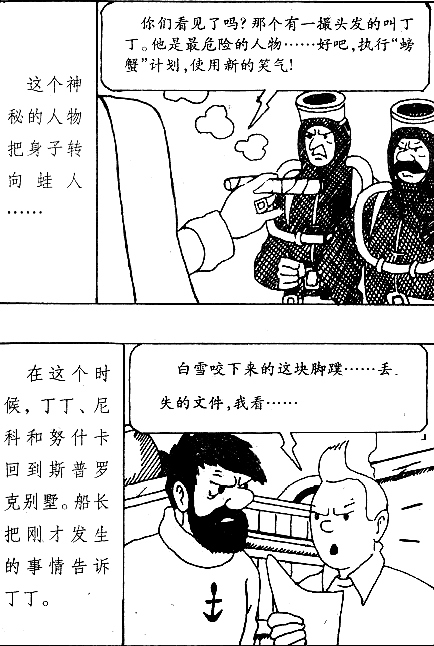 这个神
秘的人物
把身子转
向蛙人
……
你们看见了吗？那个有一撮头发的叫丁
丁。他是最危险的人物……好吧，执行“螃
蟹”计划，使用新的笑气！
在这个时
候，丁丁、尼
科和努什卡
回到斯普罗
克别墅。船长
把刚才发生
的事情告诉
丁丁。
白雪咬下来的这块脚蹼……丢
失的文件，我看……